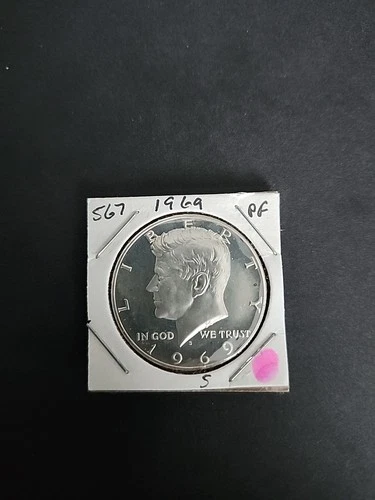 567 1969 PF
LIBERTY
IN GOD WE TRUST
S
1969
S